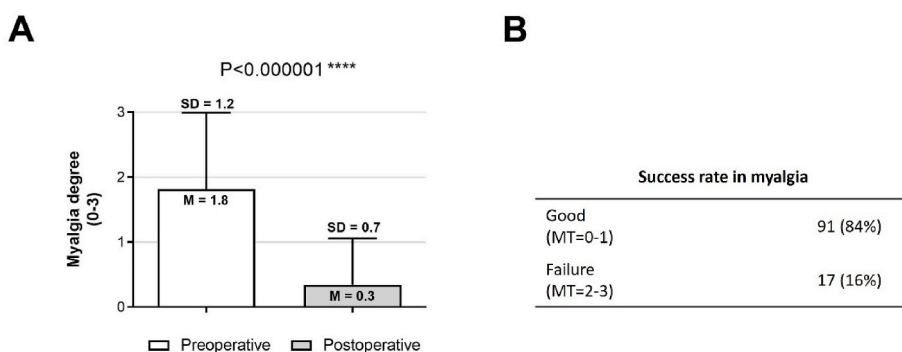 A
P<0.000001 ****
Myalgia degree
(0-3)
3
2
1
0
SD = 1.2
M = 1.8
SD = 0.7
M = 0.3
Preoperative
Postoperative
B
Success rate in myalgia
Good
(MT=0-1)
91 (84%)
Failure
(MT=2-3)
17 (16%)